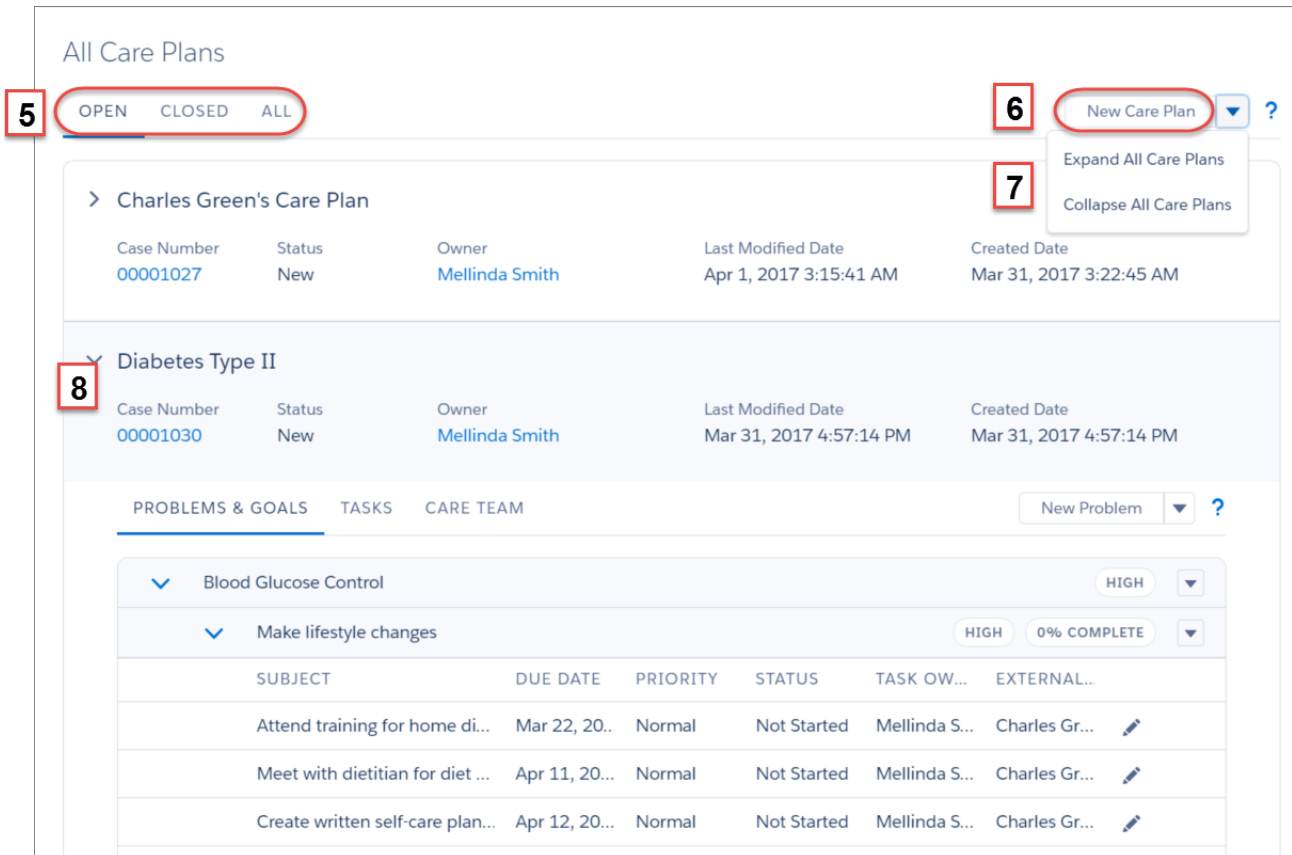 All Care Plans
5 OPEN CLOSED ALL 6 New Care Plan ?
Expand All Care Plans
7
Collapse All Care Plans
Charles Green's Care Plan
Case Number Status Owner Last Modified Date Created Date
00001027 New Mellinda Smith Apr 1, 2017 3:15:41 AM Mar 31, 2017 3:22:45 AM
Diabetes Type II
8
Case Number Status Owner Last Modified Date Created Date
00001030 New Mellinda Smith Mar 31, 2017 4:57:14 PM Mar 31, 2017 4:57:14 PM
PROBLEMS & GOALS TASKS CARE TEAM New Problem ?
Blood Glucose Control HIGH
Make lifestyle changes HIGH 0% COMPLETE
SUBJECT DUE DATE PRIORITY STATUS TASK OW... EXTERNAL...
Attend training for home di... Mar 22, 20... Normal Not Started Mellinda S... Charles Gr...
Meet with dietitian for diet ... Apr 11, 20... Normal Not Started Mellinda S... Charles Gr...
Create written self-care plan... Apr 12, 20... Normal Not Started Mellinda S... Charles Gr...